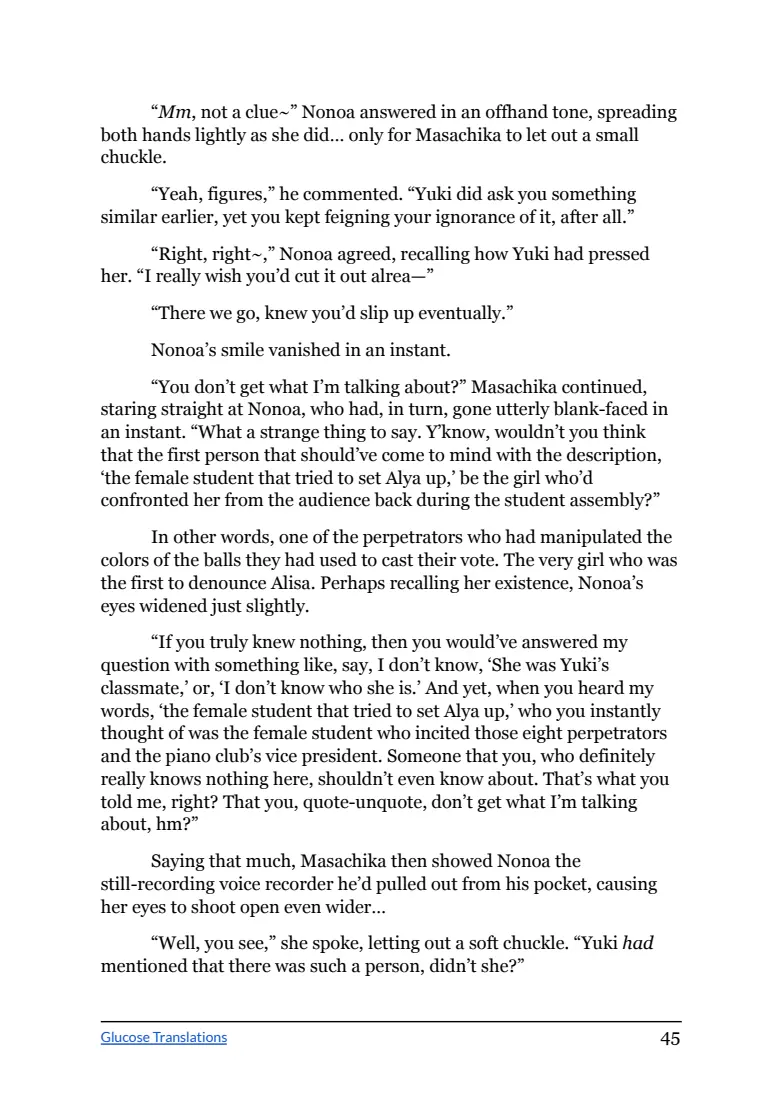 “Mm, not a clue~” Nonoa answered in an offhand tone, spreading
both hands lightly as she did… only for Masachika to let out a small
chuckle.
“Yeah, figures,” he commented. “Yuki did ask you something
similar earlier, yet you kept feigning your ignorance of it, after all.”
“Right, right~,” Nonoa agreed, recalling how Yuki had pressed
her. “I really wish you’d cut it out alrea—”
“There we go, knew you’d slip up eventually.”
Nonoa’s smile vanished in an instant.
“You don’t get what I’m talking about?” Masachika continued,
staring straight at Nonoa, who had, in turn, gone utterly blank-faced in
an instant. “What a strange thing to say. Y’know, wouldn’t you think
that the first person that should’ve come to mind with the description,
‘the female student that tried to set Alya up,’ be the girl who’d
confronted her from the audience back during the student assembly?”
In other words, one of the perpetrators who had manipulated the
colors of the balls they had used to cast their vote. The very girl who was
the first to denounce Alisa. Perhaps recalling her existence, Nonoa’s
eyes widened just slightly.
“If you truly knew nothing, then you would’ve answered my
question with something like, say, I don’t know, ‘She was Yuki’s
classmate,’ or, ‘I don’t know who she is.’ And yet, when you heard my
words, ‘the female student that tried to set Alya up,’ who you instantly
thought of was the female student who incited those eight perpetrators
and the piano club’s vice president. Someone that you, who definitely
really knows nothing here, shouldn’t even know about. That’s what you
told me, right? That you, quote-unquote, don’t get what I’m talking
about, hm?”
Saying that much, Masachika then showed Nonoa the
still-recording voice recorder he’d pulled out from his pocket, causing
her eyes to shoot open even wider…
“Well, you see,” she spoke, letting out a soft chuckle. “Yuki had
mentioned that there was such a person, didn’t she?”
Glucose Translations
45